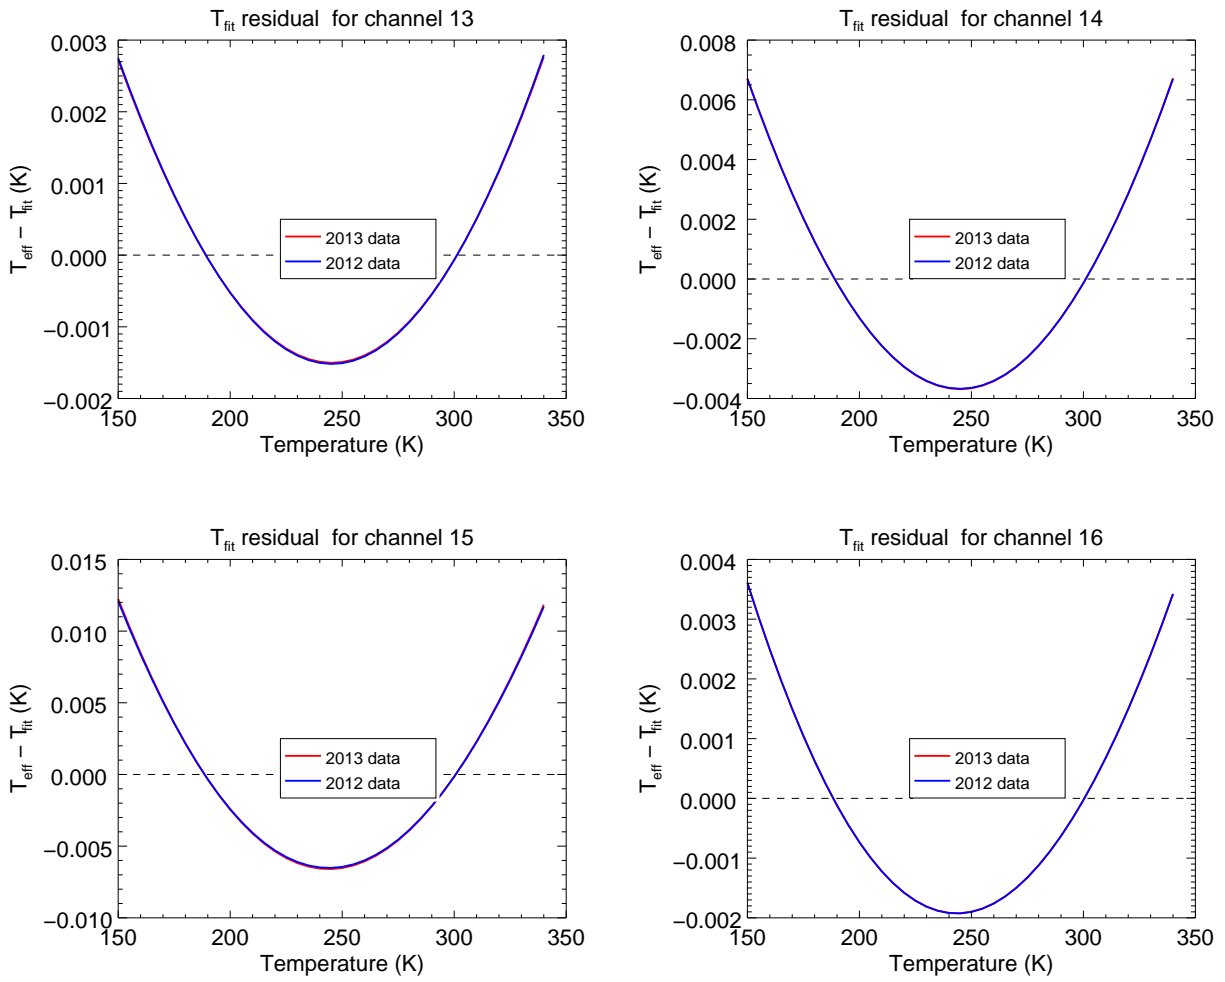 T_fit residual for channel 13
0.003
0.002
0.001
0.000
−0.001
−0.002
T_eff − T_fit (K)
2013 data
2012 data
150 200 250 300 350
Temperature (K)
T_fit residual for channel 14
0.008
0.006
0.004
0.002
0.000
−0.002
−0.004
T_eff − T_fit (K)
2013 data
2012 data
150 200 250 300 350
Temperature (K)
T_fit residual for channel 15
0.015
0.010
0.005
0.000
−0.005
−0.010
T_eff − T_fit (K)
2013 data
2012 data
150 200 250 300 350
Temperature (K)
T_fit residual for channel 16
0.004
0.003
0.002
0.001
0.000
−0.001
−0.002
T_eff − T_fit (K)
2013 data
2012 data
150 200 250 300 350
Temperature (K)